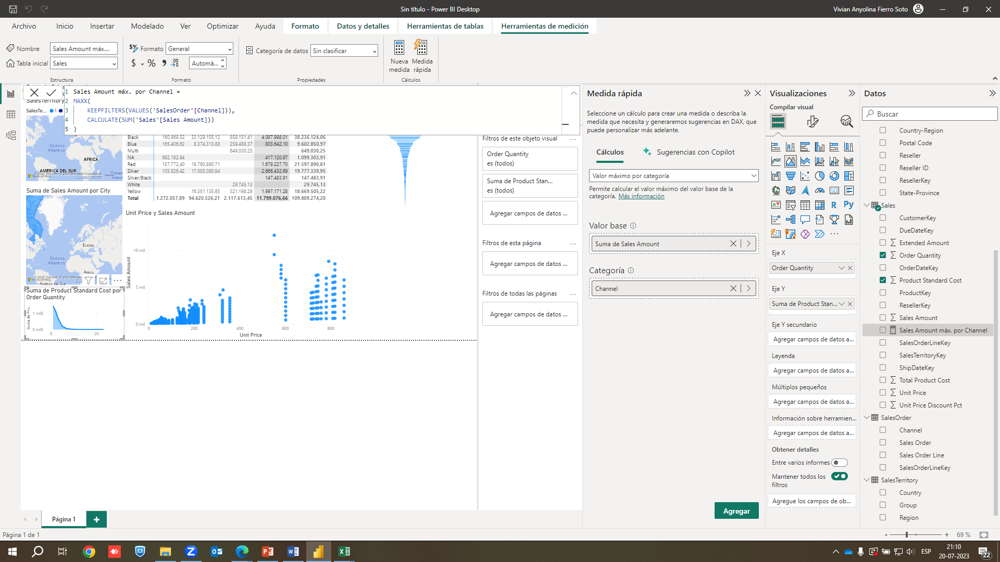 Sin título - Power BI Desktop
Vivian Anyolina Fierro Soto
Archivo
Inicio
Insertar
Modelado
Ver
Optimizar
Ayuda
Formato
Datos y detalles
Herramientas de tablas
Herramientas de medición
Nombre
Sales Amount máx....
Tabla inicial
Sales
Estructura
Formato
General
$ % , .00
Automá...
Formato
Categoría de datos
Sin clasificar
Propiedades
Nueva medida
Medida rápida
Cálculos
1 Sales Amount máx. por Channel =
2 MAXX(
3 KEEPFILTERS(VALUES('SalesOrder'[Channel])),
4 CALCULATE(SUM('Sales'[Sales Amount]))
5 )
SalesTerritory
SalesTe... 1
Océano Atlántico
ÁFRICA
AMÉRICA DEL SUR
© 2023 TomTom, © 2023 Microsoft Corporation
© OpenStreetMap
Microsoft Bing
Black 160.869,52 33.129.105,12 858.151,41 4.087.998,01 38.236.124,06
Blue 165.406,62 8.374.313,88 259.488,37 803.642,10 9.602.850,97
Multi 649.030,25 649.030,25
NA 682.182,94 417.120,97 1.099.303,91
Red 157.772,40 19.760.890,71 1.679.227,70 21.597.890,81
Silver 105.826,42 17.005.080,84 2.666.432,69 19.777.339,95
Silver/Black 147.483,91 147.483,91
White 29.745,13 29.745,13
Yellow 16.351.135,65 321.198,29 1.997.171,28 18.669.505,22
Total 1.272.057,89 94.620.526,21 2.117.613,45 11.799.076,66 109.809.274,20
Suma de Sales Amount por City
EUROPA
Océano Atlántico
ÁFRICA
AMÉRICA DEL SUR
Suma de Product Standard Cost por Order Quantity
Suma de Pro...
1 mill.
0 mill.
0
20
Unit Price y Sales Amount
Sales Amount
10 mil
5 mil
0 mil
0
200
400
600
800
Unit Price
Filtros de este objeto visual
...
Order Quantity
es (todos)
Suma de Product Stan...
es (todos)
Agregar campos de datos ...
Filtros de esta página
...
Agregar campos de datos ...
Filtros de todas las páginas
...
Agregar campos de datos ...
Medida rápida
Seleccione un cálculo para crear una medida o describa la
medida que necesita y generaremos sugerencias en DAX, que
puede personalizar más adelante.
Cálculos
Sugerencias con Copilot
Valor máximo por categoría
Permite calcular el valor máximo del valor base de la
categoría. Más información
Valor base
Suma de Sales Amount
Categoría
Channel
Agregar
Visualizaciones
Compilar visual
R
Py
...
Eje X
Order Quantity
Eje Y
Suma de Product Stan...
Eje Y secundario
Agregar campos de datos a...
Leyenda
Agregar campos de datos a...
Múltiplos pequeños
Agregar campos de datos a...
Información sobre herramien...
Agregar campos de datos a...
Obtener detalles
Entre varios informes
Mantener todos los
filtros
Agregue los campos de ob...
Datos
Buscar
Country-Region
Postal Code
Reseller
Reseller ID
ResellerKey
State-Province
Sales
CustomerKey
DueDateKey
Extended Amount
Order Quantity
OrderDateKey
Product Standard Cost
ProductKey
ResellerKey
Sales Amount
Sales Amount máx. por Channel
SalesOrderLineKey
SalesTerritoryKey
ShipDateKey
Total Product Cost
Unit Price
Unit Price Discount Pct
SalesOrder
Channel
Sales Order
Sales Order Line
SalesOrderLineKey
SalesTerritory
Country
Group
Region
Página 1
+
Página 1 de 1
- + 69 %
ESP
21:10
20-07-2023
22